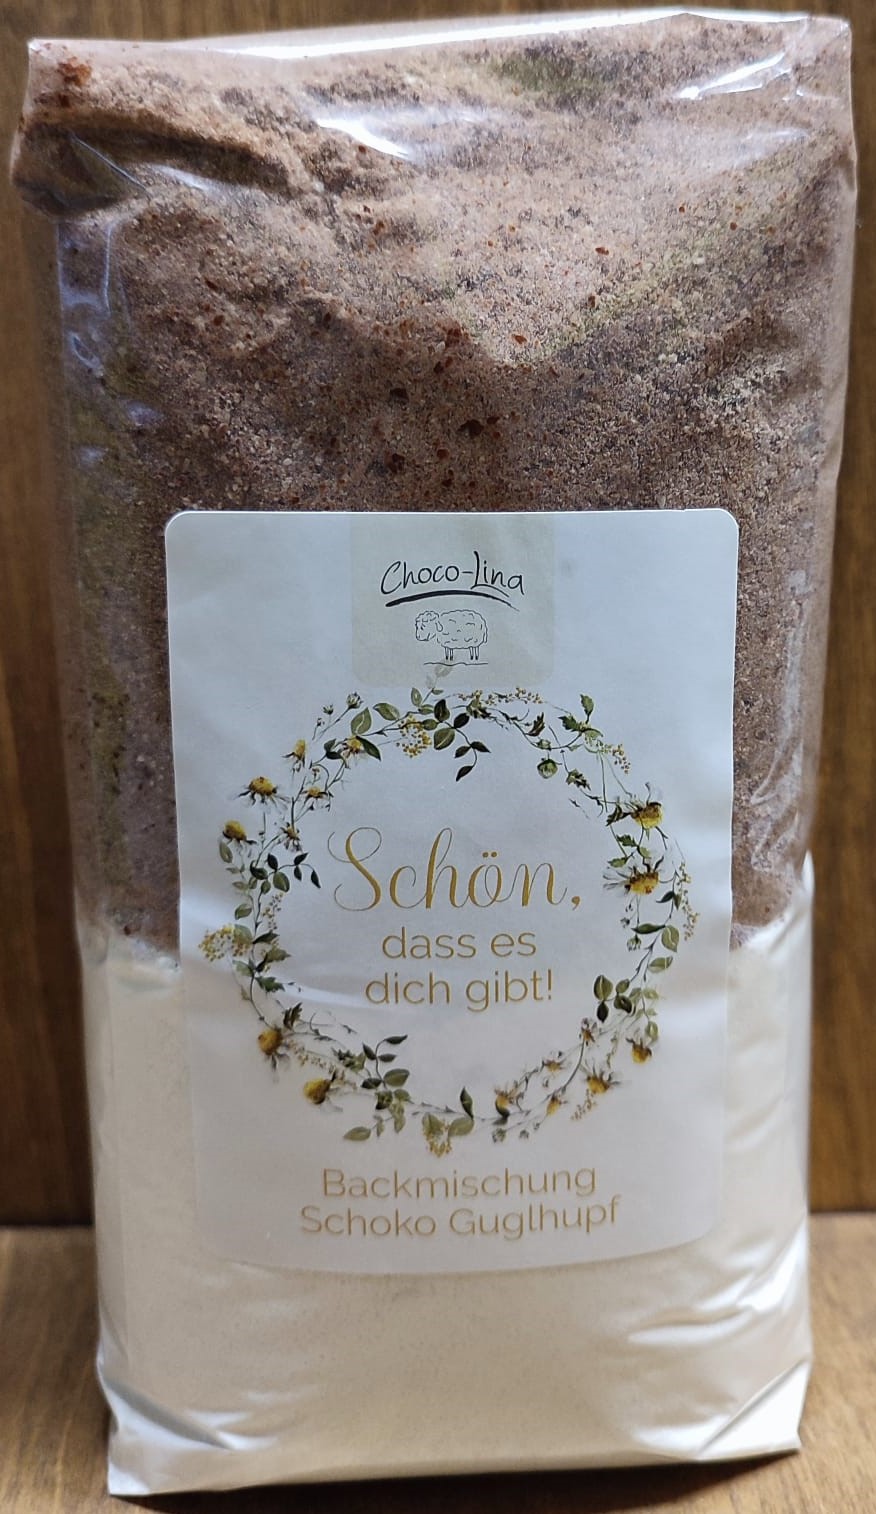 Choco-Lina
Schön,
dass es
dich gibt!
Backmischung
Schoko Guglhupf